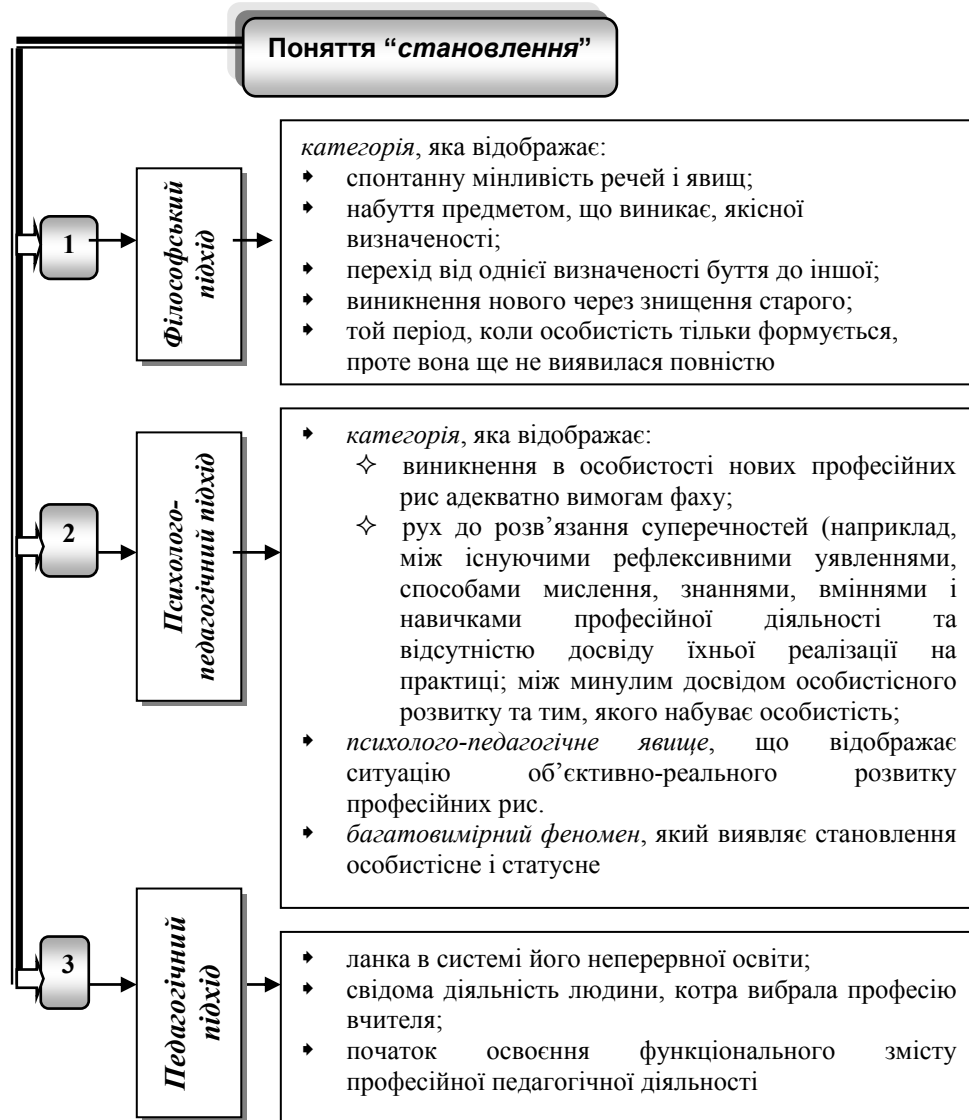 Поняття “становлення”
1
Філософський
підхід
категорія, яка відображає:
спонтанну мінливість речей і явищ;
набуття предметом, що виникає, якісної
визначеності;
перехід від однієї визначеності буття до іншої;
виникнення нового через знищення старого;
той період, коли особистість тільки формується,
проте вона ще не виявилася повністю
2
Психолого-
педагогічний підхід
категорія, яка відображає:
виникнення в особистості нових професійних
рис адекватно вимогам фаху;
рух до розв’язання суперечностей (наприклад,
між існуючими рефлексивними уявленнями,
способами мислення, знаннями, вміннями і
навичками професійної діяльності та
відсутністю досвіду їхньої реалізації на
практиці; між минулим досвідом особистісного
розвитку та тим, якого набуває особистість;
психолого-педагогічне явище, що відображає
ситуацію об’єктивно-реального розвитку
професійних рис.
багатовимірний феномен, який виявляє становлення
особистісне і статусне
3
Педагогічний
підхід
ланка в системі його неперервної освіти;
свідома діяльність людини, котра вибрала професію
вчителя;
початок освоєння функціонального змісту
професійної педагогічної діяльності